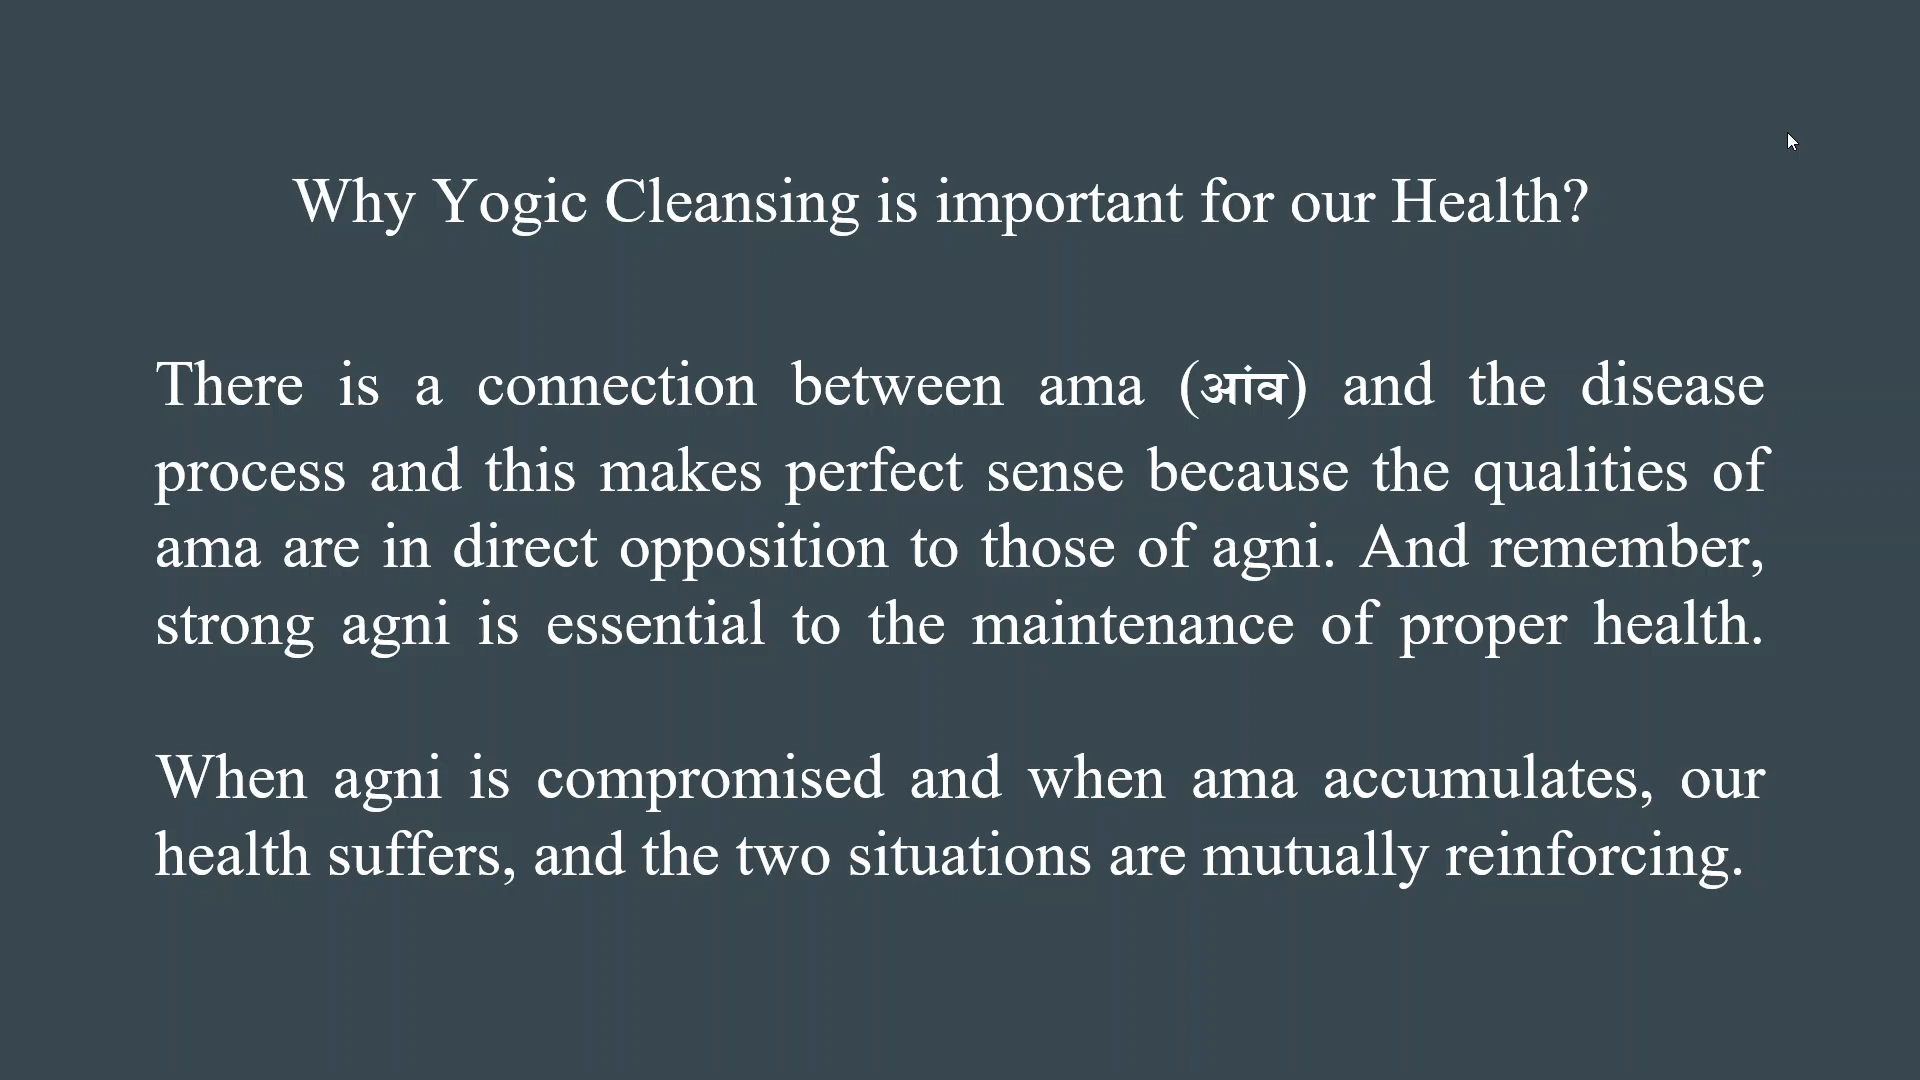 Why Yogic Cleansing is important for our Health?
There is a connection between ama (आंव) and the disease
process and this makes perfect sense because the qualities of
ama are in direct opposition to those of agni. And remember,
strong agni is essential to the maintenance of proper health.
When agni is compromised and when ama accumulates, our
health suffers, and the two situations are mutually reinforcing.